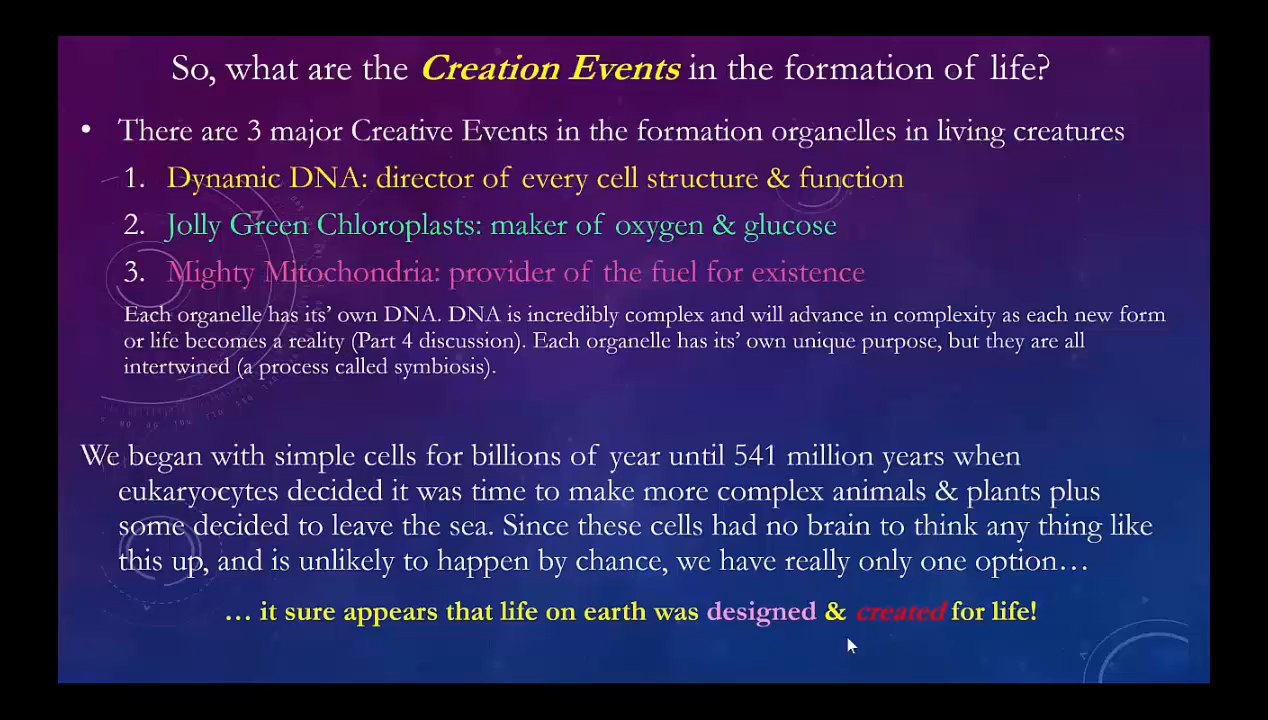 So, what are the Creation Events in the formation of life?
• There are 3 major Creative Events in the formation organelles in living creatures
1. Dynamic DNA: director of every cell structure & function
2. Jolly Green Chloroplasts: maker of oxygen & glucose
3. Mighty Mitochondria: provider of the fuel for existence
Each organelle has its’ own DNA. DNA is incredibly complex and will advance in complexity as each new form
or life becomes a reality (Part 4 discussion). Each organelle has its’ own unique purpose, but they are all
intertwined (a process called symbiosis).
We began with simple cells for billions of year until 541 million years when
eukaryocytes decided it was time to make more complex animals & plants plus
some decided to leave the sea. Since these cells had no brain to think any thing like
this up, and is unlikely to happen by chance, we have really only one option…
… it sure appears that life on earth was designed & created for life!